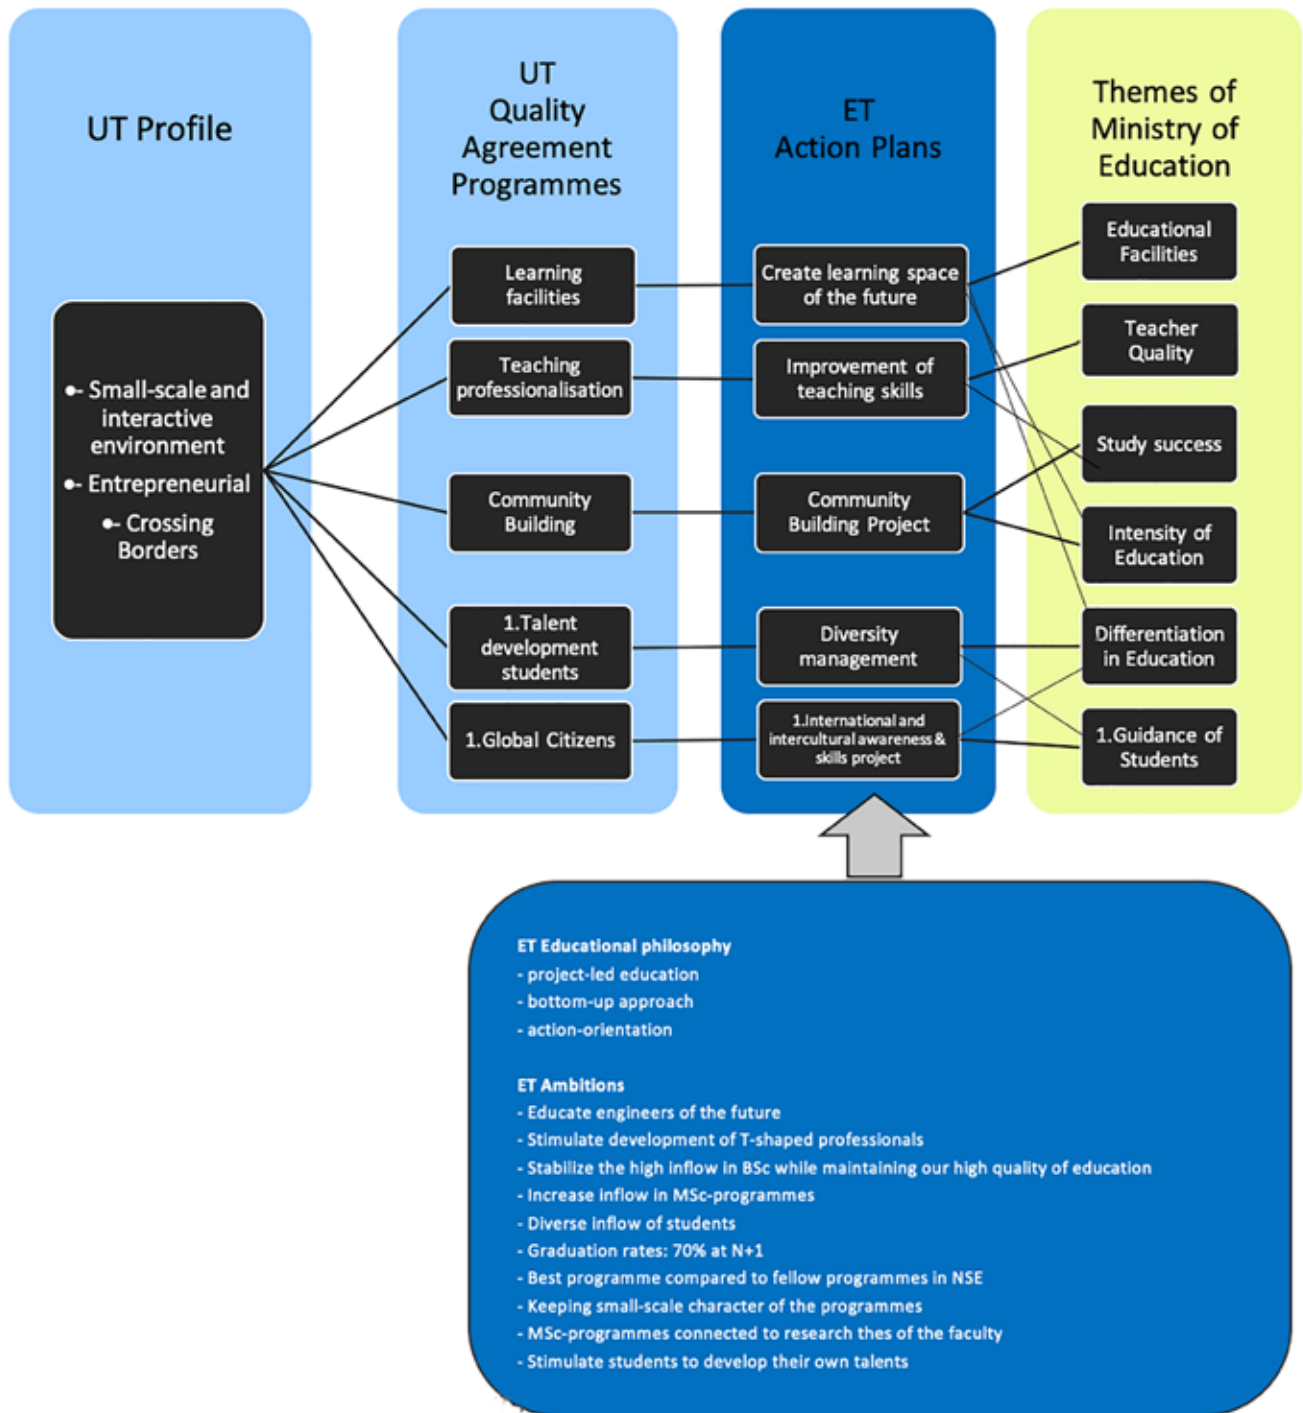 UT Profile
•- Small-scale and
interactive
environment
•- Entrepreneurial
•- Crossing
Borders
UT
Quality
Agreement
Programmes
Learning
facilities
Teaching
professionalisation
Community
Building
1.Talent
development
students
1.Global Citizens
ET
Action Plans
Create learning space
of the future
Improvement of
teaching skills
Community
Building Project
Diversity
management
1.International and
intercultural awareness &
skills project
Themes of
Ministry of
Education
Educational
Facilities
Teacher
Quality
Study success
Intensity of
Education
Differentiation
in Education
1.Guidance of
Students
ET Educational philosophy
- project-led education
- bottom-up approach
- action-orientation
ET Ambitions
- Educate engineers of the future
- Stimulate development of T-shaped professionals
- Stabilize the high inflow in BSc while maintaining our high quality of education
- Increase inflow in MSc-programmes
- Diverse inflow of students
- Graduation rates: 70% at N+1
- Best programme compared to fellow programmes in NSE
- Keeping small-scale character of the programmes
- MSc-programmes connected to research thes of the faculty
- Stimulate students to develop their own talents